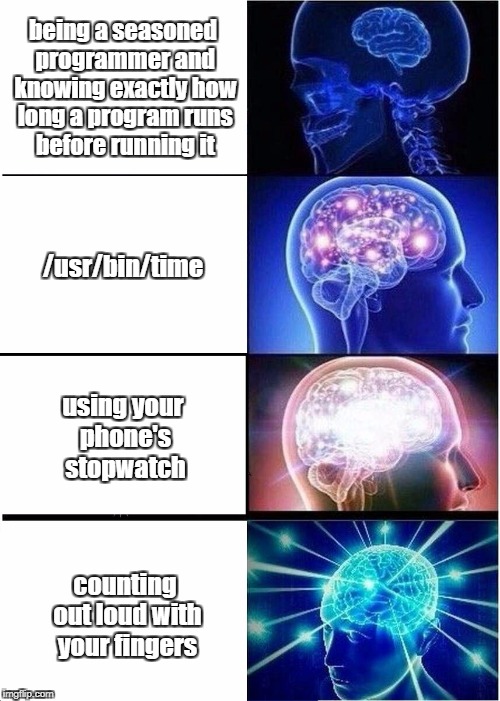 being a seasoned
programmer and
knowing exactly how
long a program runs
before running it
/usr/bin/time
using your
phone's
stopwatch
counting
out loud with
your fingers
imgflip.com